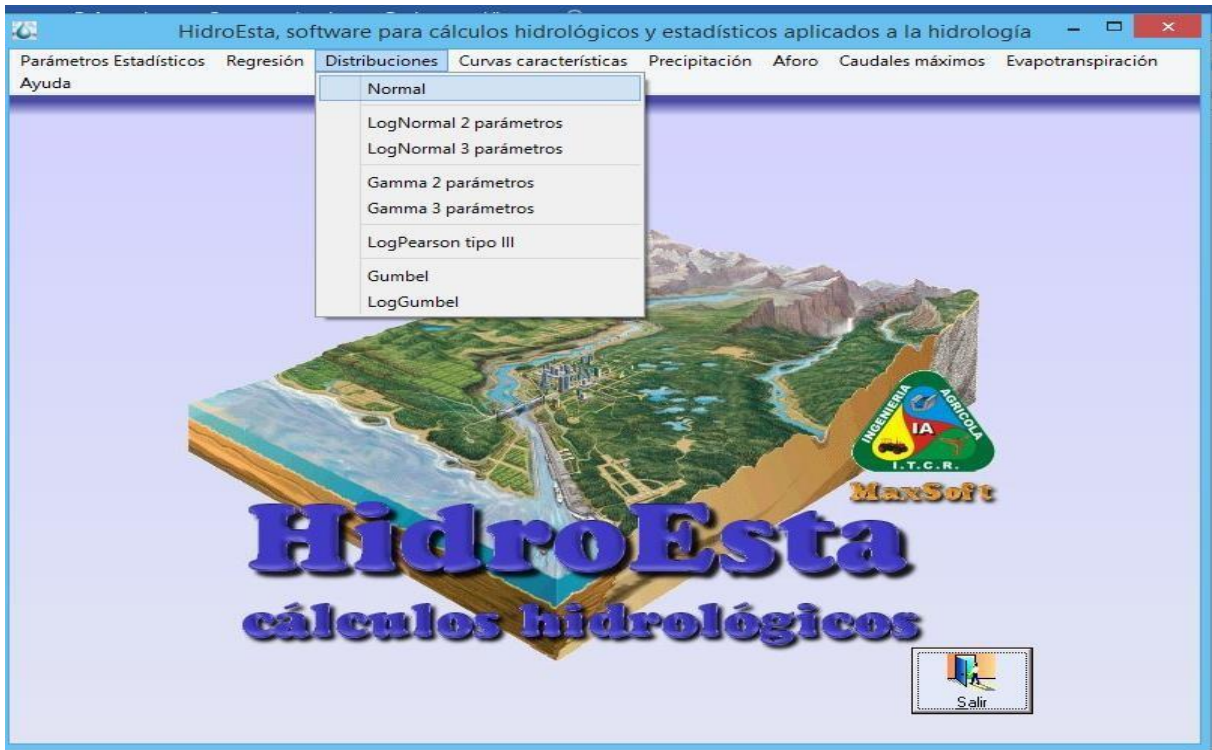 HidroEsta, software para cálculos hidrológicos y estadísticos aplicados a la hidrología
Parámetros Estadísticos Regresión Distribuciones Curvas características Precipitación Aforo Caudales máximos Evapotranspiración
Ayuda
Normal
LogNormal 2 parámetros
LogNormal 3 parámetros
Gamma 2 parámetros
Gamma 3 parámetros
LogPearson tipo III
Gumbel
LogGumbel
INGENIERIA AGRICOLA
IA
I.T.C.R.
MaxSoft
HidroEsta
cálculos hidrológicos
Salir